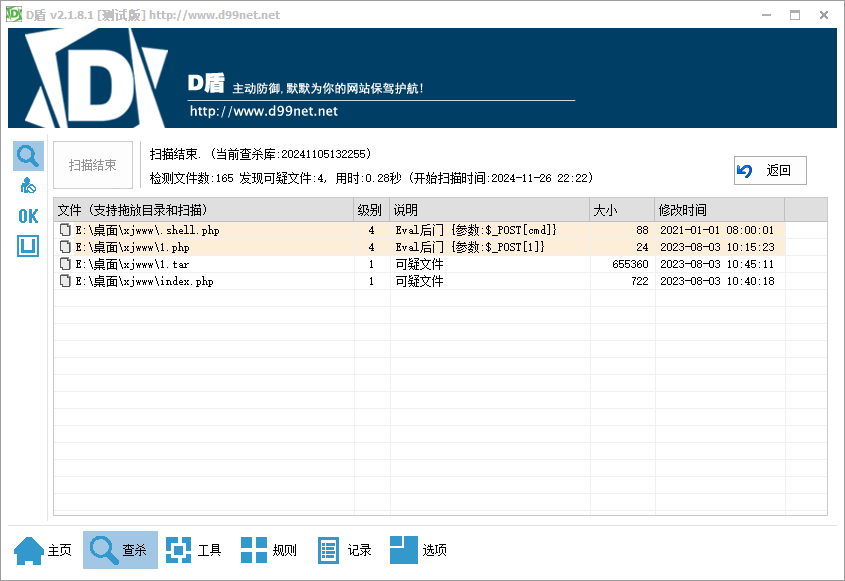 D盾 v2.1.8.1 [测试版] http://www.d99net.net
D盾 主动防御,默默为你的网站保驾护航!
http://www.d99net.net
扫描结束
扫描结束. (当前查杀库:20241105132255)
检测文件数:165 发现可疑文件:4, 用时:0.28秒 (开始扫描时间:2024-11-26 22:22)
返回
OK
文件 (支持拖放目录和扫描) 级别 说明 大小 修改时间
E:\桌面\xjwww\.shell.php 4 Eval后门 {参数:$_POST[cmd]} 88 2021-01-01 08:00:01
E:\桌面\xjwww\1.php 4 Eval后门 {参数:$_POST[1]} 24 2023-08-03 10:15:23
E:\桌面\xjwww\1.tar 1 可疑文件 655360 2023-08-03 10:45:11
E:\桌面\xjwww\index.php 1 可疑文件 722 2023-08-03 10:40:18
主页 查杀 工具 规则 记录 选项